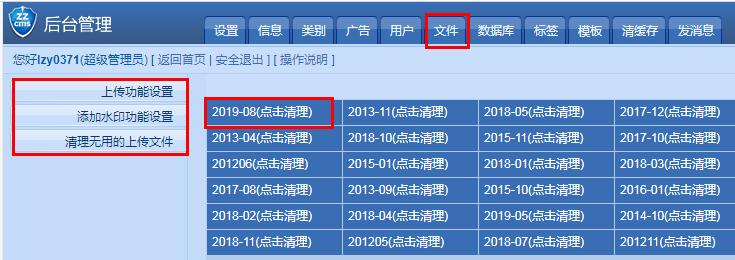 ZZ
cms
后台管理
设置 信息 类别 广告 用户 文件 数据库 标签 模板 清缓存 发消息
您好lzy0371(超级管理员) [ 返回首页 | 安全退出 ] [ 操作说明 ]
上传功能设置
添加水印功能设置
清理无用的上传文件
2019-08(点击清理) 2013-11(点击清理) 2018-05(点击清理) 2017-12(点击清理)
2013-04(点击清理) 2018-10(点击清理) 2015-11(点击清理) 2017-10(点击清理)
201206(点击清理) 2015-01(点击清理) 2018-01(点击清理) 2018-03(点击清理)
2017-08(点击清理) 2013-09(点击清理) 2015-10(点击清理) 2016-01(点击清理)
2018-02(点击清理) 2018-04(点击清理) 2019-05(点击清理) 2014-10(点击清理)
2018-11(点击清理) 201205(点击清理) 2018-07(点击清理) 201211(点击清理)